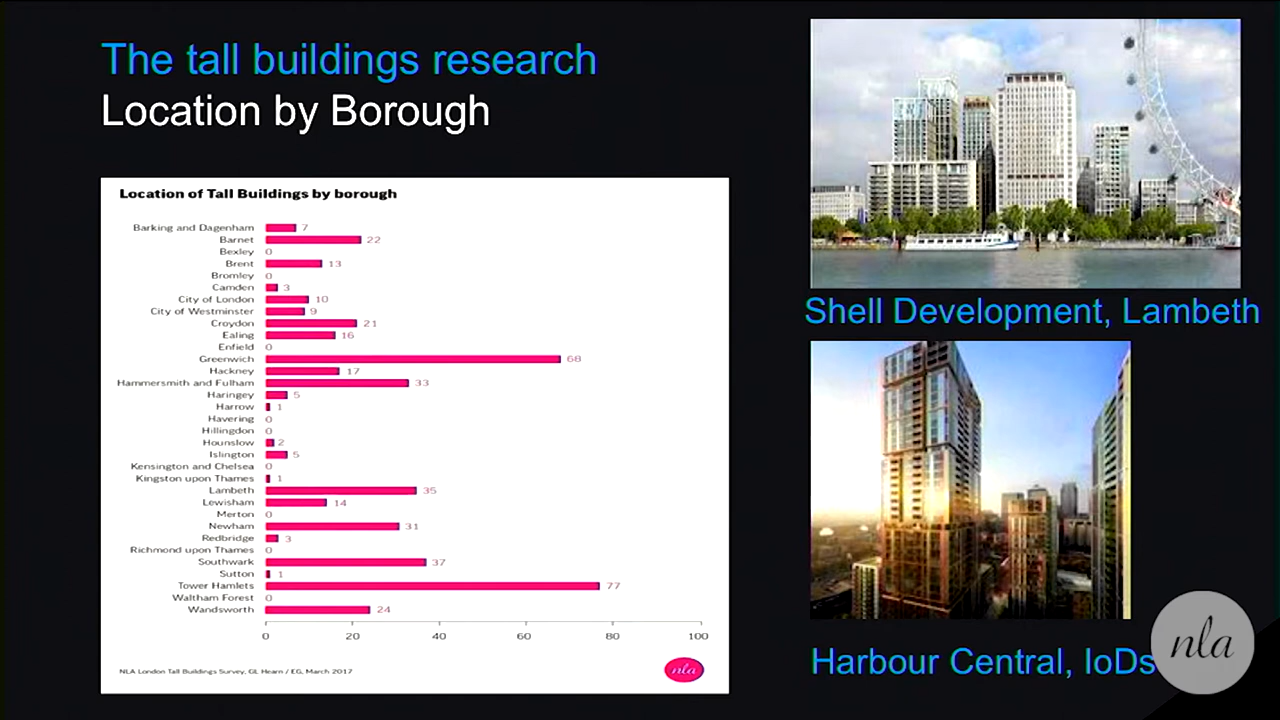 The tall buildings research
Location by Borough
Location of Tall Buildings by borough
Barking and Dagenham 7
Barnet 22
Bexley 0
Brent 13
Bromley 0
Camden 3
City of London 10
City of Westminster 9
Croydon 21
Ealing 16
Enfield 0
Greenwich 68
Hackney 17
Hammersmith and Fulham 33
Haringey 5
Harrow 1
Havering 0
Hillingdon 0
Hounslow 2
Islington 5
Kensington and Chelsea 0
Kingston upon Thames 1
Lambeth 35
Lewisham 14
Merton 0
Newham 31
Redbridge 3
Richmond upon Thames 0
Southwark 37
Sutton 1
Tower Hamlets 77
Waltham Forest 0
Wandsworth 24
0 20 40 60 80 100
NLA London Tall Buildings Survey, GL Hearn / EG, March 2017
nla
Shell Development, Lambeth
Harbour Central, IoDs
nla